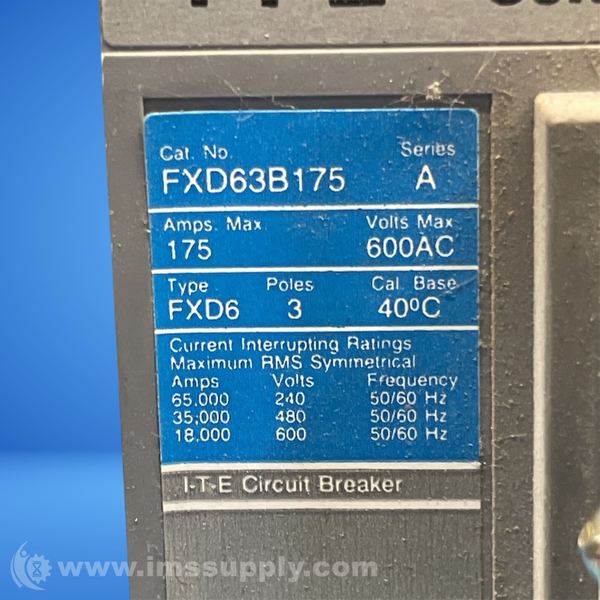 I-T-E
Cat. No. Series
FXD63B175 A
Amps Max Volts Max
175 600AC
Type Poles Cal. Base
FXD6 3 40ºC
Current Interrupting Ratings
Maximum RMS Symmetrical
Amps Volts Frequency
65,000 240 50/60 Hz
35,000 480 50/60 Hz
18,000 600 50/60 Hz
I-T-E Circuit Breaker
www.imssupply.com